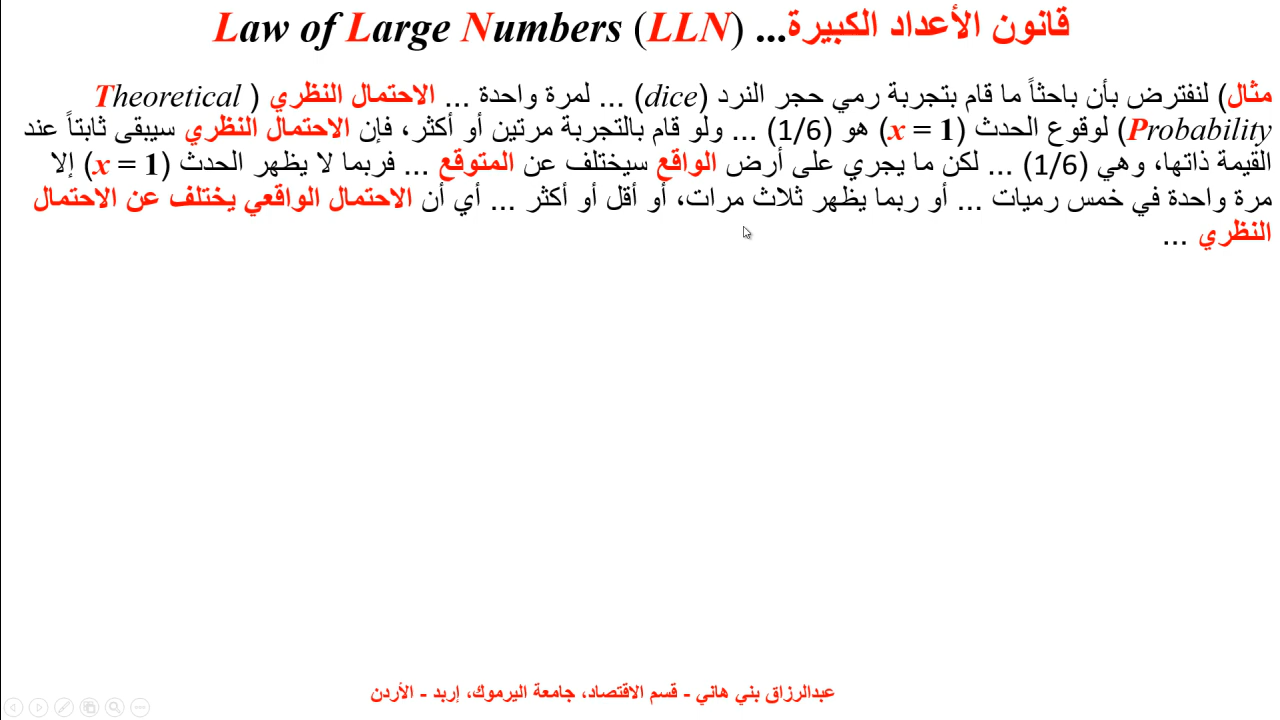 قانون الأعداد الكبيرة... Law of Large Numbers (LLN)
مثال) لنفترض بأن باحثاً ما قام بتجربة رمي حجر النرد (dice) ... لمرة واحدة ... الاحتمال النظري (Theoretical
Probability) لوقوع الحدث (x = 1) هو (1/6) ... ولو قام بالتجربة مرتين أو أكثر، فإن الاحتمال النظري سيبقى ثابتاً عند
القيمة ذاتها، وهي (1/6) ... لكن ما يجري على أرض الواقع سيختلف عن المتوقع ... فربما لا يظهر الحدث (x = 1) إلا
مرة واحدة في خمس رميات ... أو ربما يظهر ثلاث مرات، أو أقل أو أكثر ... أي أن الاحتمال الواقعي يختلف عن الاحتمال
النظري ...
عبدالرزاق بني هاني - قسم الاقتصاد، جامعة اليرموك، إربد - الأردن